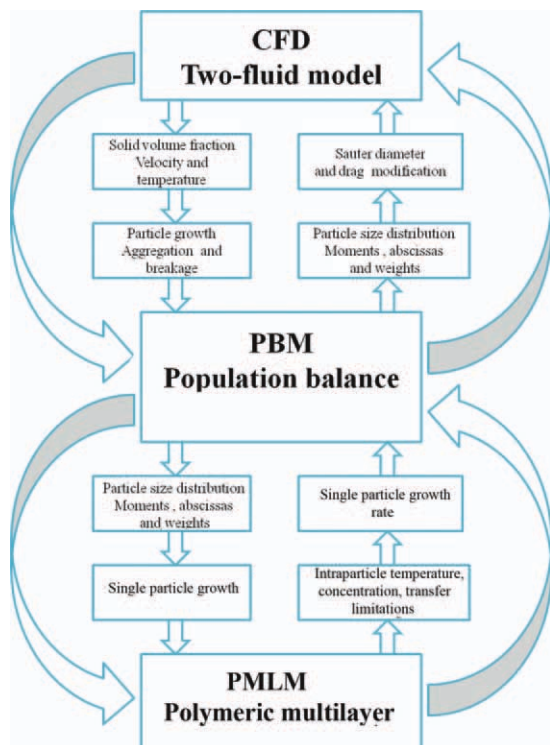 CFD
Two-fluid model
Solid volume fraction
Velocity and
temperature
Sauter diameter
and drag modification
Particle growth
Aggregation and
breakage
Particle size distribution
Moments , abscissas
and weights
PBM
Population balance
Particle size distribution
Moments , abscissas
and weights
Single particle growth
rate
Single particle growth
Intraparticle temperature,
concentration, transfer
limitations
PMLM
Polymeric multilayer